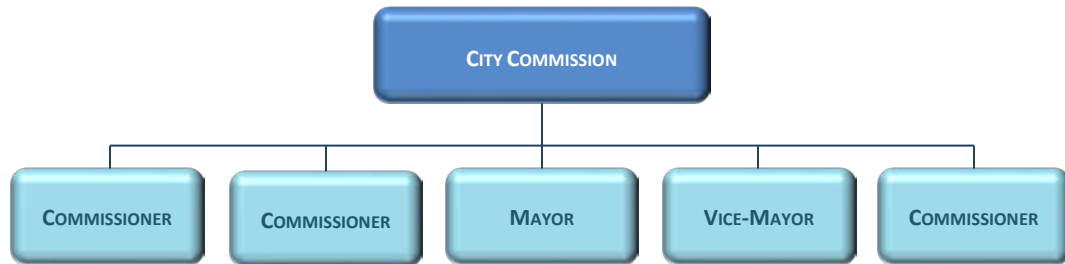 CITY COMMISSION
COMMISSIONER
COMMISSIONER
MAYOR
VICE-MAYOR
COMMISSIONER